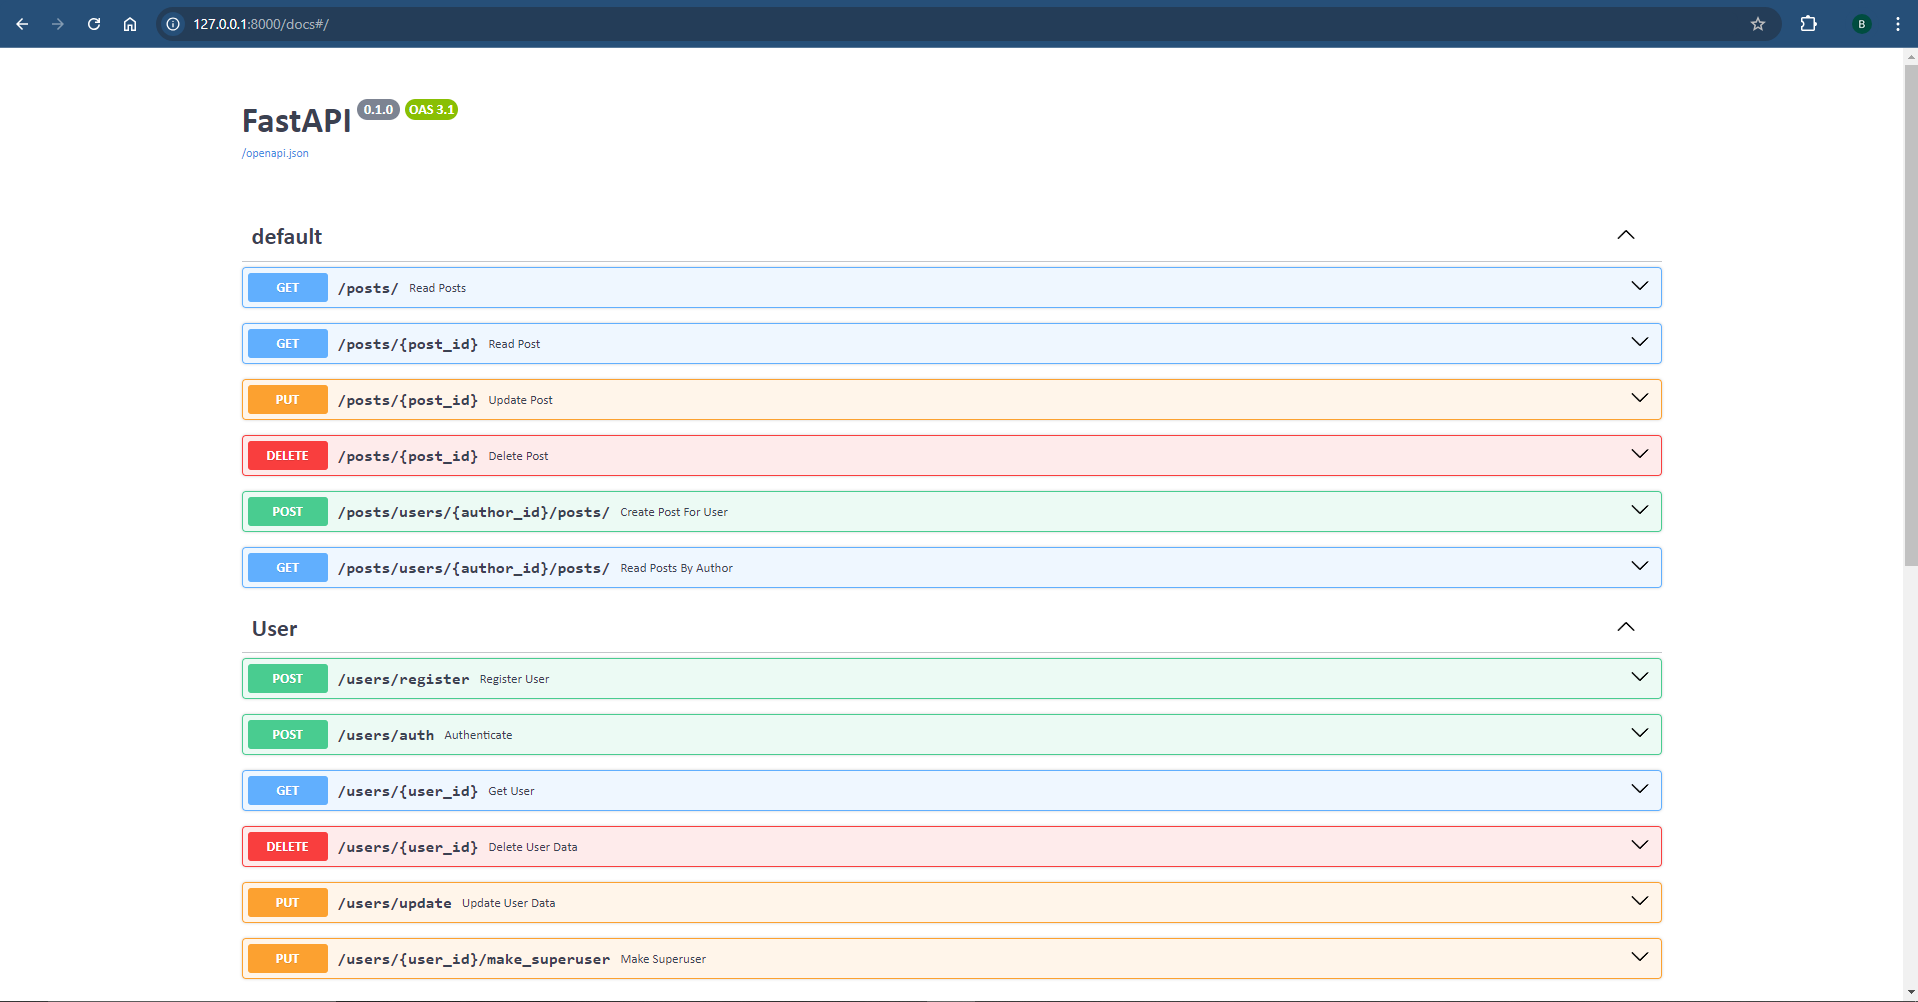 127.0.0.1:8000/docs#/
B
FastAPI 0.1.0 OAS 3.1
/openapi.json
default
GET /posts/ Read Posts
GET /posts/{post_id} Read Post
PUT /posts/{post_id} Update Post
DELETE /posts/{post_id} Delete Post
POST /posts/users/{author_id}/posts/ Create Post For User
GET /posts/users/{author_id}/posts/ Read Posts By Author
User
POST /users/register Register User
POST /users/auth Authenticate
GET /users/{user_id} Get User
DELETE /users/{user_id} Delete User Data
PUT /users/update Update User Data
PUT /users/{user_id}/make_superuser Make Superuser